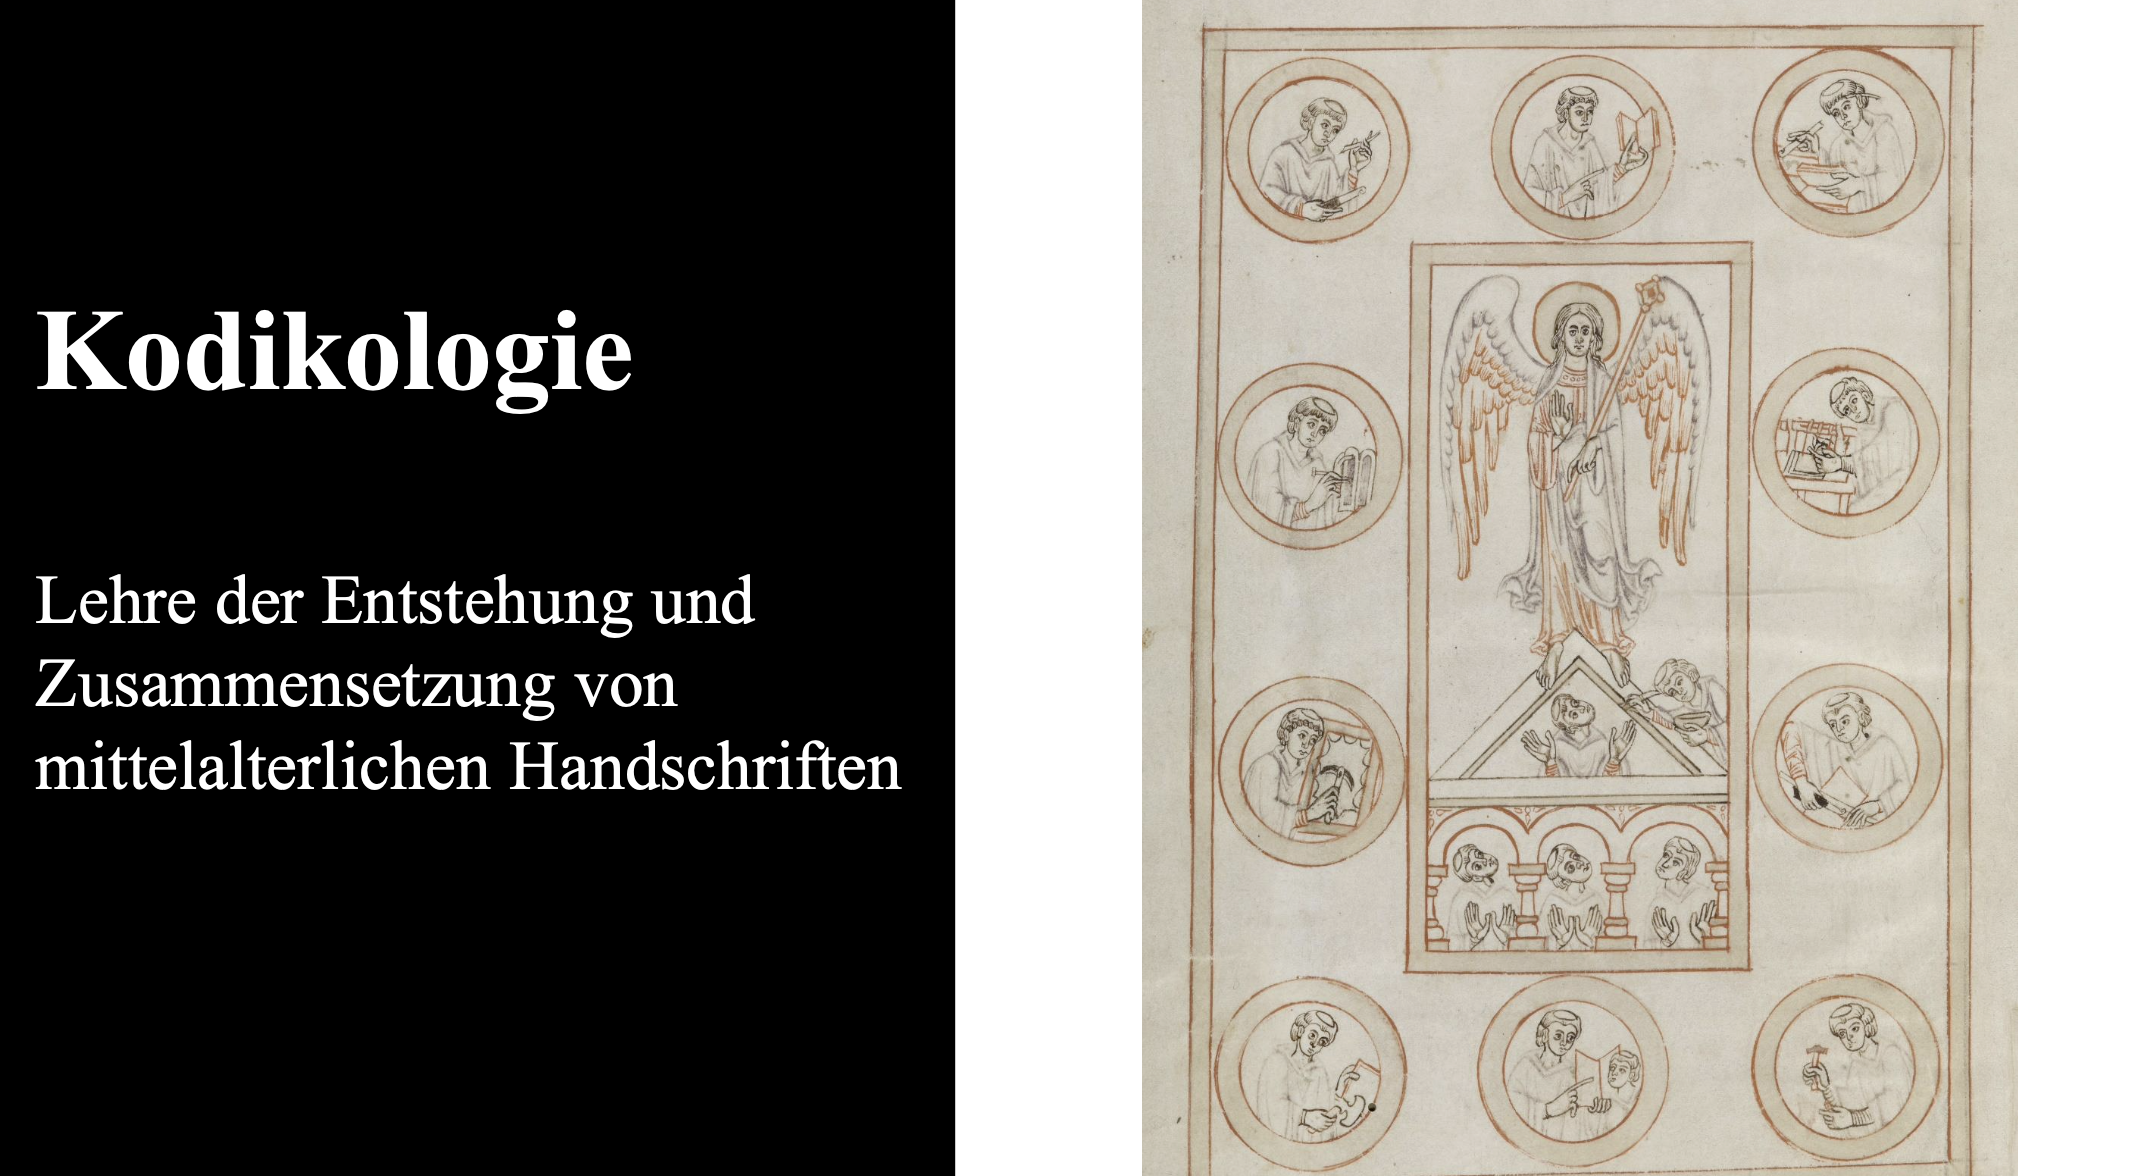 Kodikologie
Lehre der Entstehung und
Zusammensetzung von
mittelalterlichen Handschriften